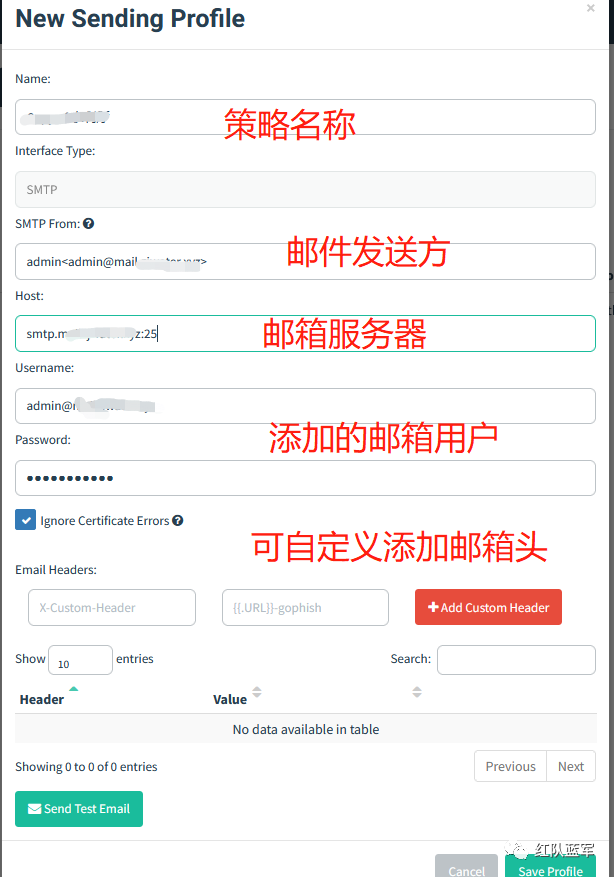 New Sending Profile
×
Name:
策略名称
Interface Type:
SMTP
SMTP From:
admin<admin@mail
xyz>
邮件发送方
Host:
smtp.m
z:25
邮箱服务器
Username:
admin@
添加的邮箱用户
Password:
•••••••••••
Ignore Certificate Errors
可自定义添加邮箱头
Email Headers:
X-Custom-Header
{{.URL}}-gophish
+ Add Custom Header
Show 10 entries
Search:
Header
Value
No data available in table
Showing 0 to 0 of 0 entries
Previous
Next
Send Test Email
红队蓝军
Cancel
Save Profile